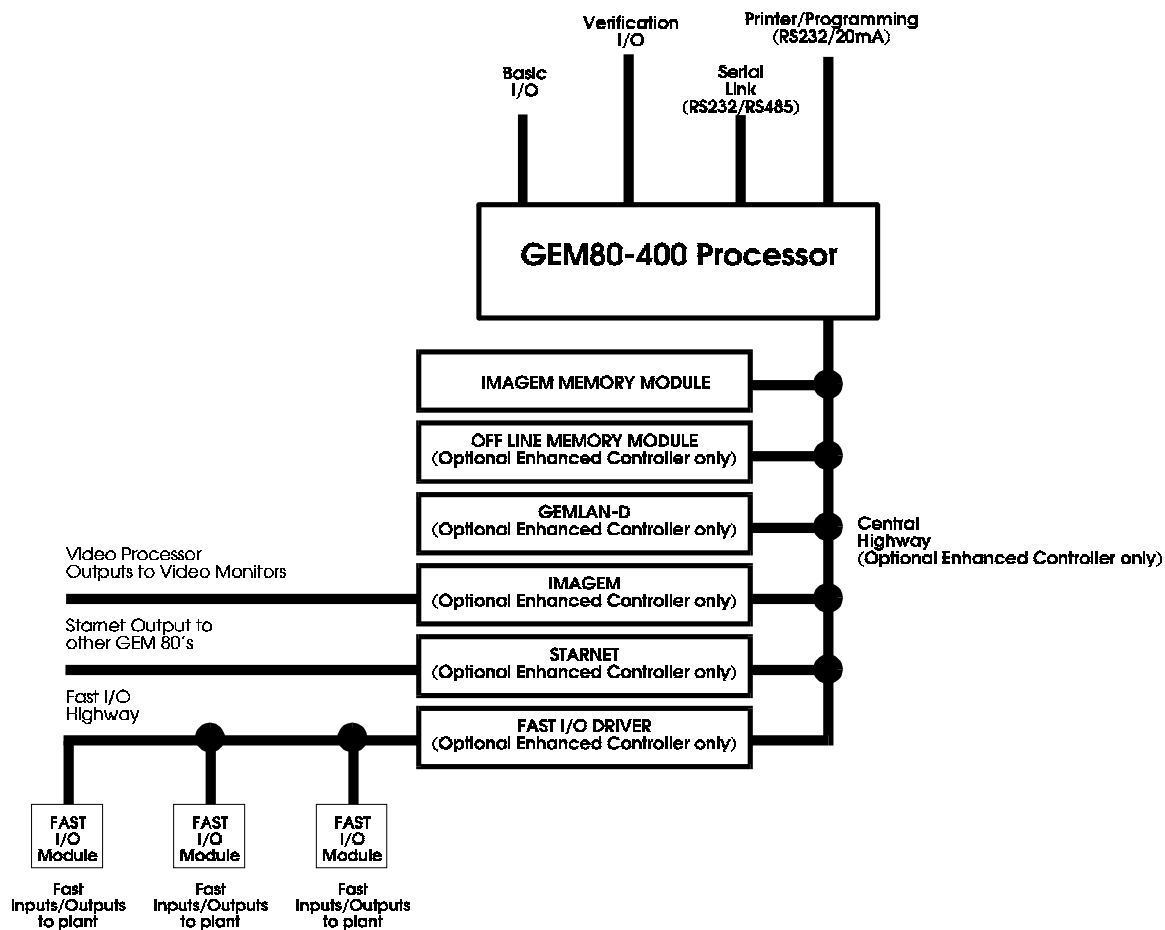 Verification
I/O
Printer/Programming
(RS232/20mA)
Basic
I/O
Serial
Link
(RS232/RS485)
GEM80-400 Processor
IMAGEM MEMORY MODULE
OFF LINE MEMORY MODULE
(Optional Enhanced Controller only)
GEMLAN-D
(Optional Enhanced Controller only)
Central
Highway
(Optional Enhanced Controller only)
Video Processor
Outputs to Video Monitors
IMAGEM
(Optional Enhanced Controller only)
Starnet Output to
other GEM 80's
STARNET
(Optional Enhanced Controller only)
Fast I/O
Highway
FAST I/O DRIVER
(Optional Enhanced Controller only)
FAST
I/O
Module
FAST
I/O
Module
FAST
I/O
Module
Fast
Inputs/Outputs
to plant
Fast
Inputs/Outputs
to plant
Fast
Inputs/Outputs
to plant